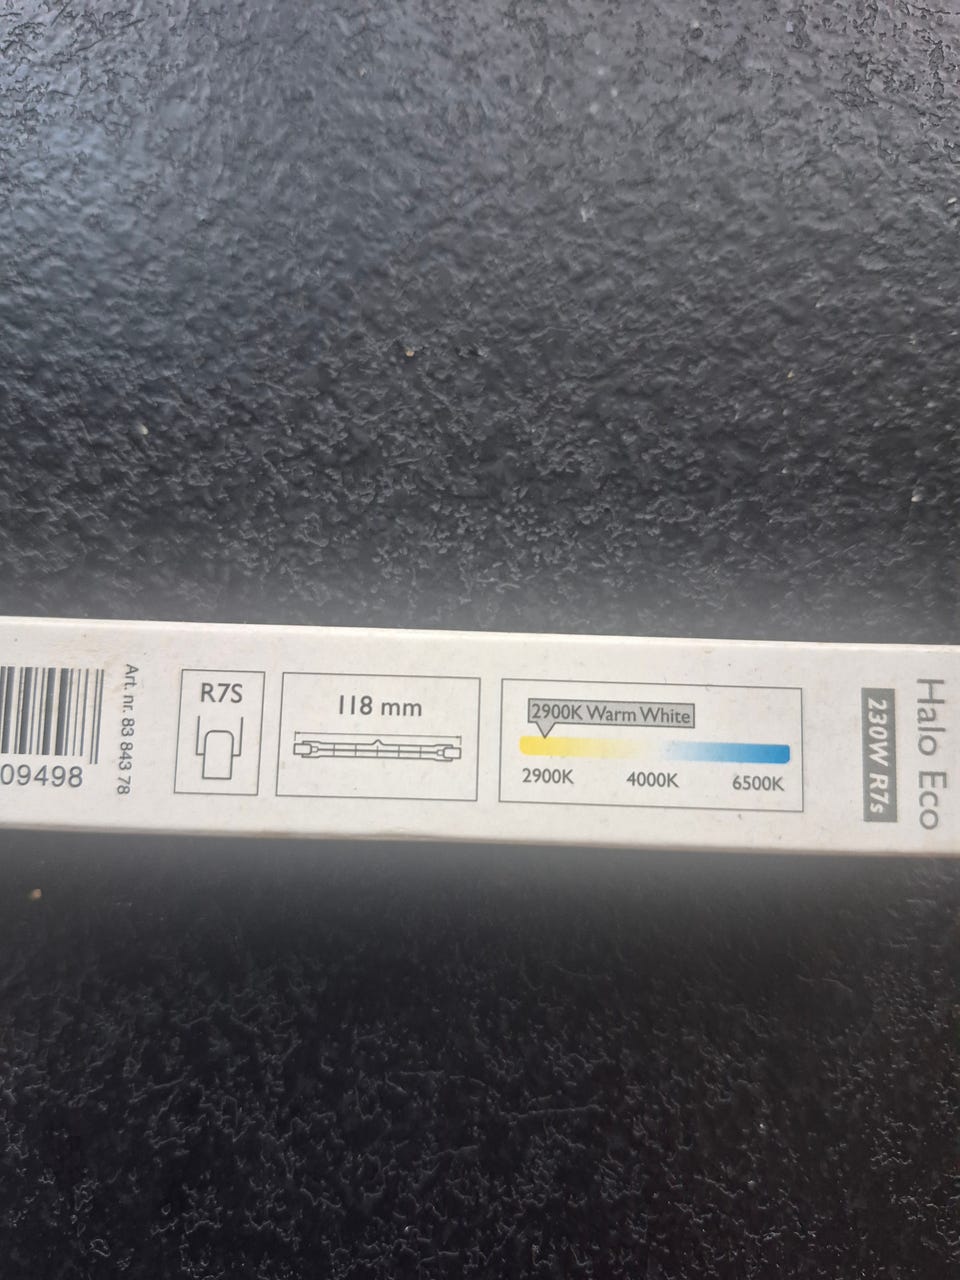 09498
Art. nr. 83 843 78
R7S
118 mm
2900K Warm White
2900K 4000K 6500K
230W R7s
Halo Eco